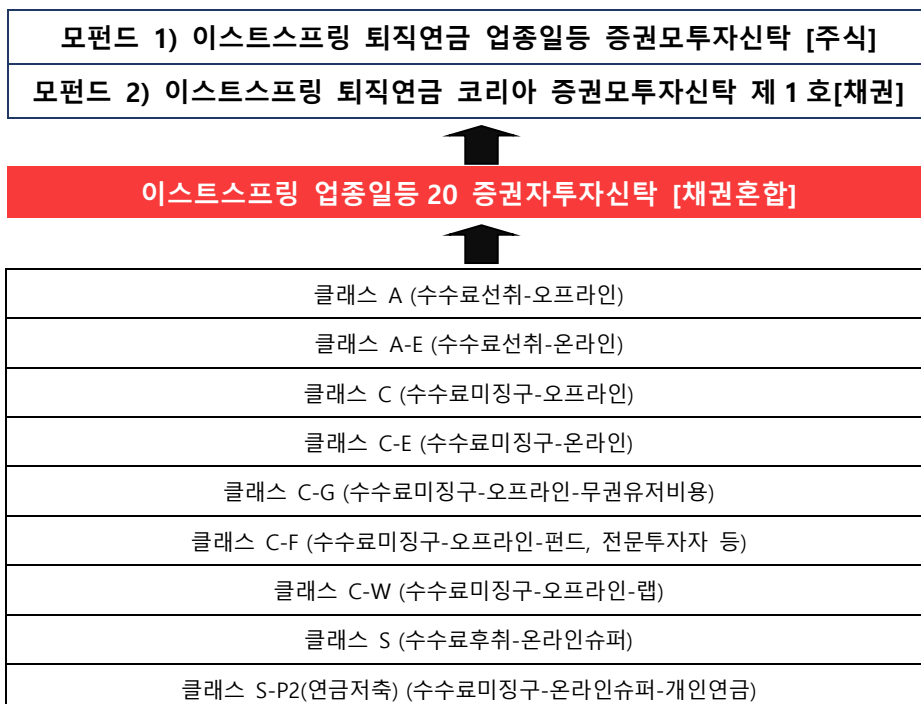 모펀드 1) 이스트스프링 퇴직연금 업종일등 증권모투자신탁 [주식]
모펀드 2) 이스트스프링 퇴직연금 코리아 증권모투자신탁 제 1 호[채권]
이스트스프링 업종일등 20 증권자투자신탁 [채권혼합]
클래스 A (수수료선취-오프라인)
클래스 A-E (수수료선취-온라인)
클래스 C (수수료미징구-오프라인)
클래스 C-E (수수료미징구-온라인)
클래스 C-G (수수료미징구-오프라인-무권유저비용)
클래스 C-F (수수료미징구-오프라인-펀드, 전문투자자 등)
클래스 C-W (수수료미징구-오프라인-랩)
클래스 S (수수료후취-온라인슈퍼)
클래스 S-P2(연금저축) (수수료미징구-온라인슈퍼-개인연금)